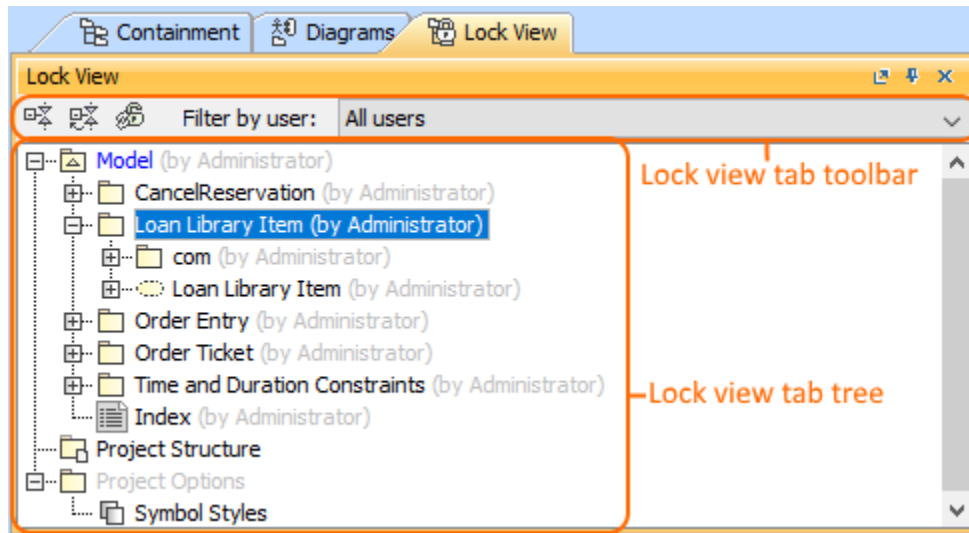 Containment Diagrams Lock View
Lock View
Filter by user: All users
Lock view tab toolbar
Model (by Administrator)
CancelReservation (by Administrator)
Loan Library Item (by Administrator)
com (by Administrator)
Loan Library Item (by Administrator)
Order Entry (by Administrator)
Order Ticket (by Administrator)
Time and Duration Constraints (by Administrator)
Lock view tab tree
Index (by Administrator)
Project Structure
Project Options
Symbol Styles